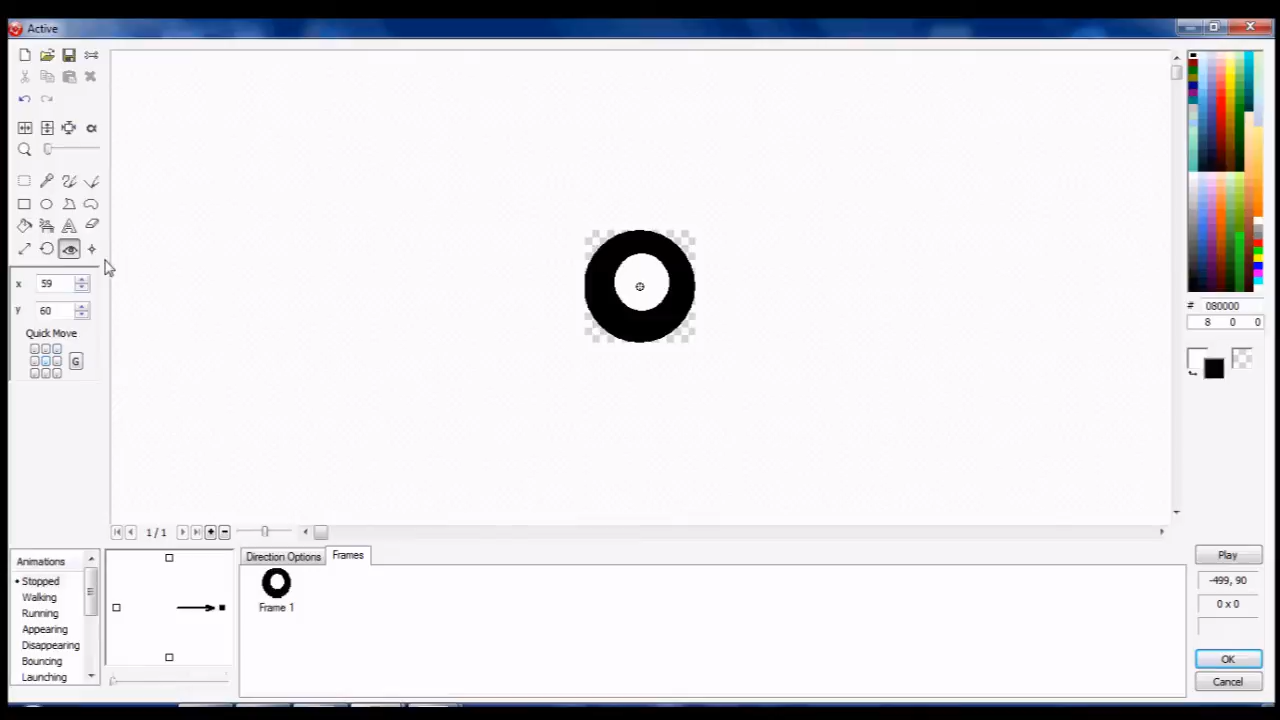 Active
x 59
y 60
Quick Move
G
# 080000
8 0 0
1 / 1
Animations
Stopped
Walking
Running
Appearing
Disappearing
Bouncing
Launching
Direction Options
Frames
Frame 1
Play
-499, 90
0 x 0
OK
Cancel